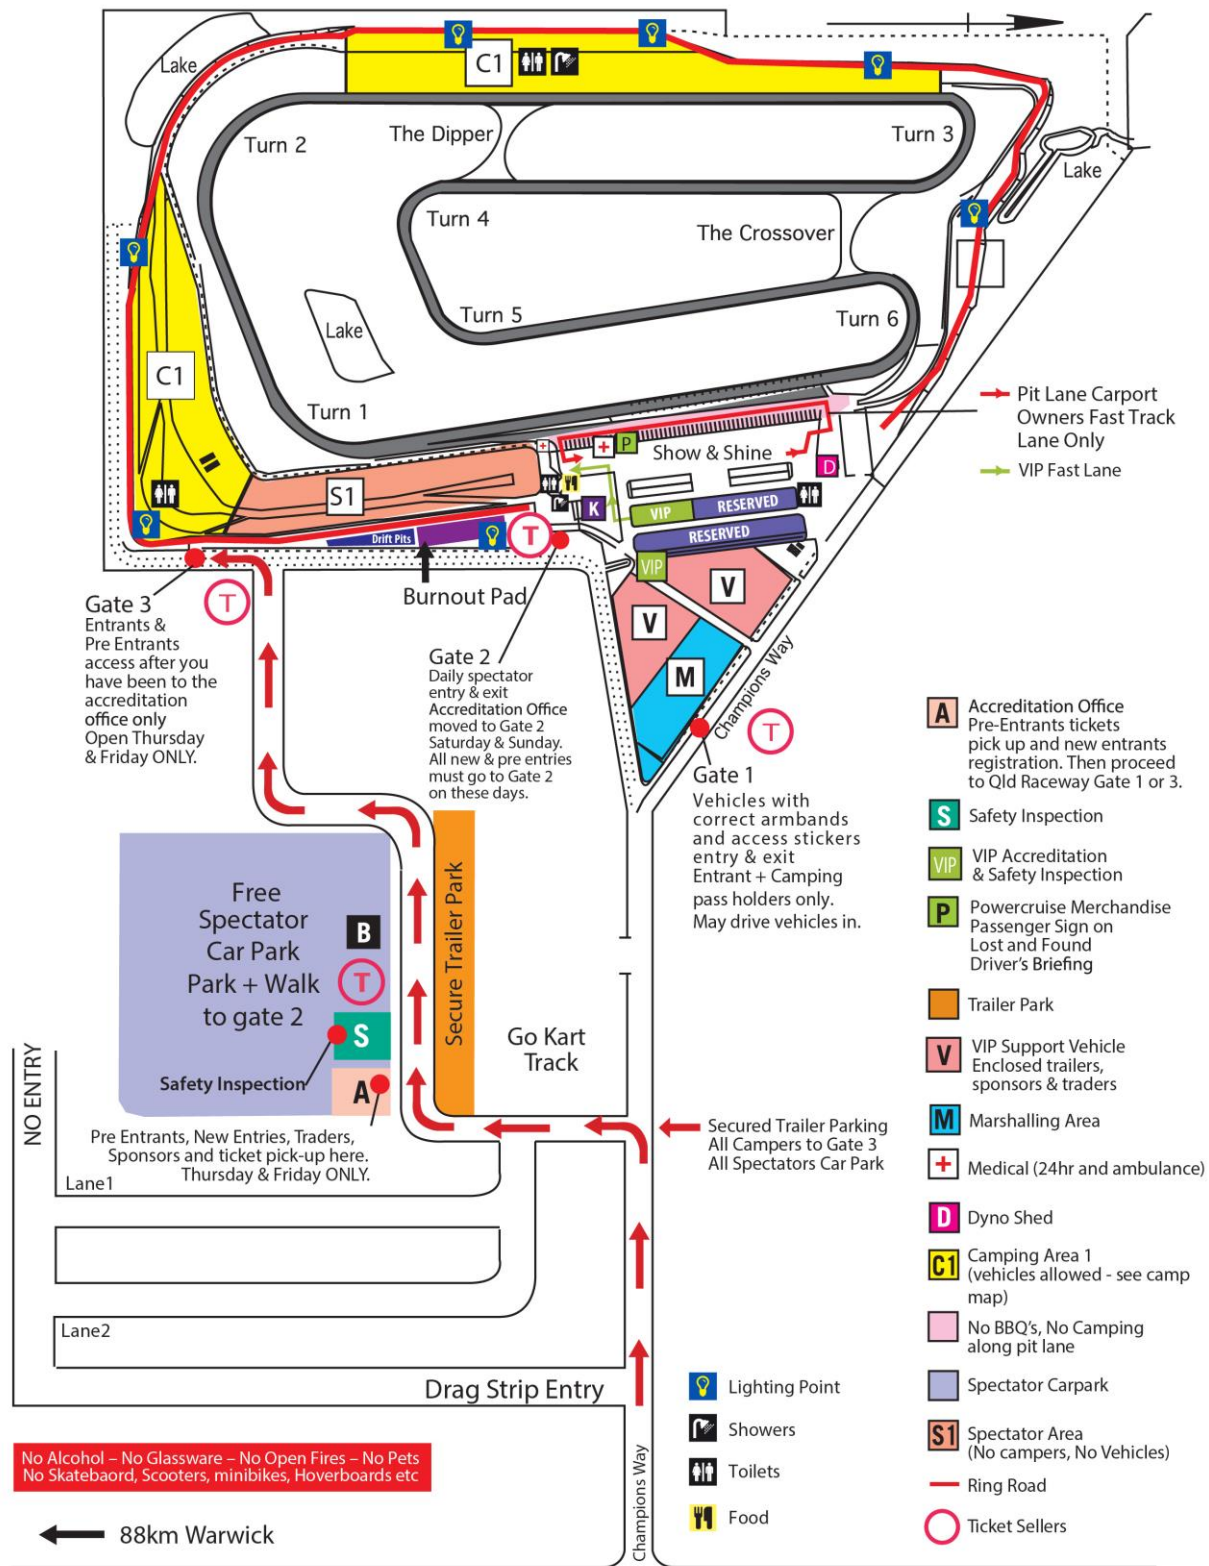 Lake
C1
Turn 2
The Dipper
Turn 3
Lake
Turn 4
The Crossover
Turn 5
Turn 6
Lake
C1
Turn 1
Pit Lane Carport
Owners Fast Track
Lane Only
VIP Fast Lane
P
Show & Shine
D
S1
K
VIP
RESERVED
RESERVED
VIP
Drift Pits
T
Burnout Pad
V
V
M
Champions Way
T
T
Gate 3
Entrants &
Pre Entrants
access after you
have been to the
accreditation
office only
Open Thursday
& Friday ONLY.
Gate 2
Daily spectator
entry & exit
Accreditation Office
moved to Gate 2
Saturday & Sunday.
All new & pre entries
must go to Gate 2
on these days.
Gate 1
Vehicles with
correct armbands
and access stickers
entry & exit
Entrant + Camping
pass holders only.
May drive vehicles in.
Free
Spectator
Car Park
Park + Walk
to gate 2
B
T
S
Safety Inspection
A
Secure Trailer Park
Go Kart
Track
NO ENTRY
Pre Entrants, New Entries, Traders,
Sponsors and ticket pick-up here.
Thursday & Friday ONLY.
Secured Trailer Parking
All Campers to Gate 3
All Spectators Car Park
Lane1
Lane2
Drag Strip Entry
Champions Way
No Alcohol – No Glassware – No Open Fires – No Pets
No Skatebaord, Scooters, minibikes, Hoverboards etc
88km Warwick
A Accreditation Office
Pre-Entrants tickets
pick up and new entrants
registration. Then proceed
to Qld Raceway Gate 1 or 3.
S Safety Inspection
VIP VIP Accreditation
& Safety Inspection
P Powercruise Merchandise
Passenger Sign on
Lost and Found
Driver's Briefing
Trailer Park
V VIP Support Vehicle
Enclosed trailers,
sponsors & traders
M Marshalling Area
Medical (24hr and ambulance)
D Dyno Shed
C1 Camping Area 1
(vehicles allowed - see camp
map)
No BBQ's, No Camping
along pit lane
Spectator Carpark
S1 Spectator Area
(No campers, No Vehicles)
Ring Road
Ticket Sellers
Lighting Point
Showers
Toilets
Food